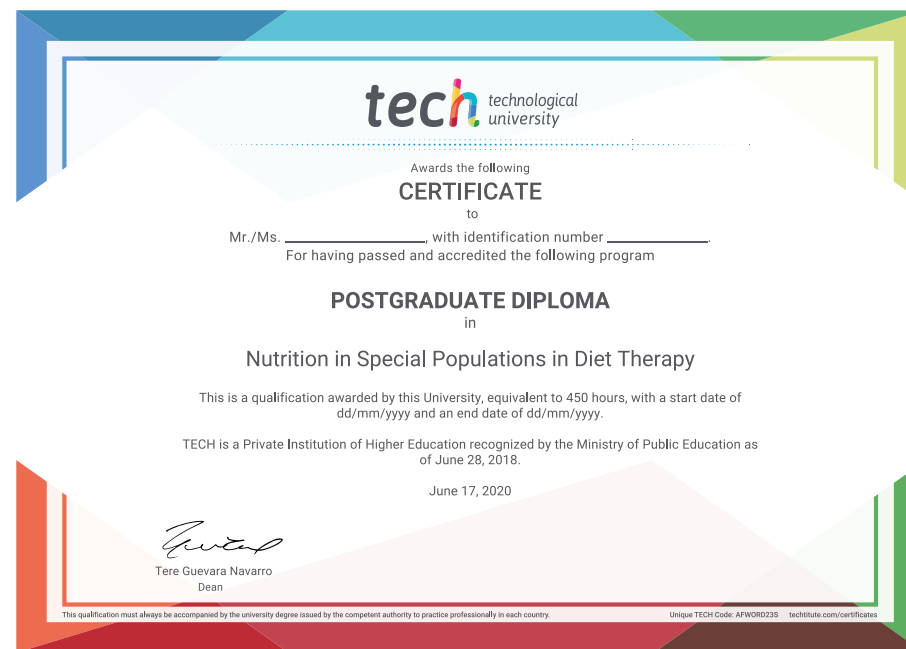 tech technological
university
Awards the following
CERTIFICATE
to
Mr./Ms. ____________________, with identification number ______________.
For having passed and accredited the following program
POSTGRADUATE DIPLOMA
in
Nutrition in Special Populations in Diet Therapy
This is a qualification awarded by this University, equivalent to 450 hours, with a start date of
dd/mm/yyyy and an end date of dd/mm/yyyy.
TECH is a Private Institution of Higher Education recognized by the Ministry of Public Education as
of June 28, 2018.
June 17, 2020
Tere Guevara Navarro
Dean
This qualification must always be accompanied by the university degree issued by the competent authority to practice professionally in each country. Unique TECH Code: AFWORD23S techtitute.com/certificates